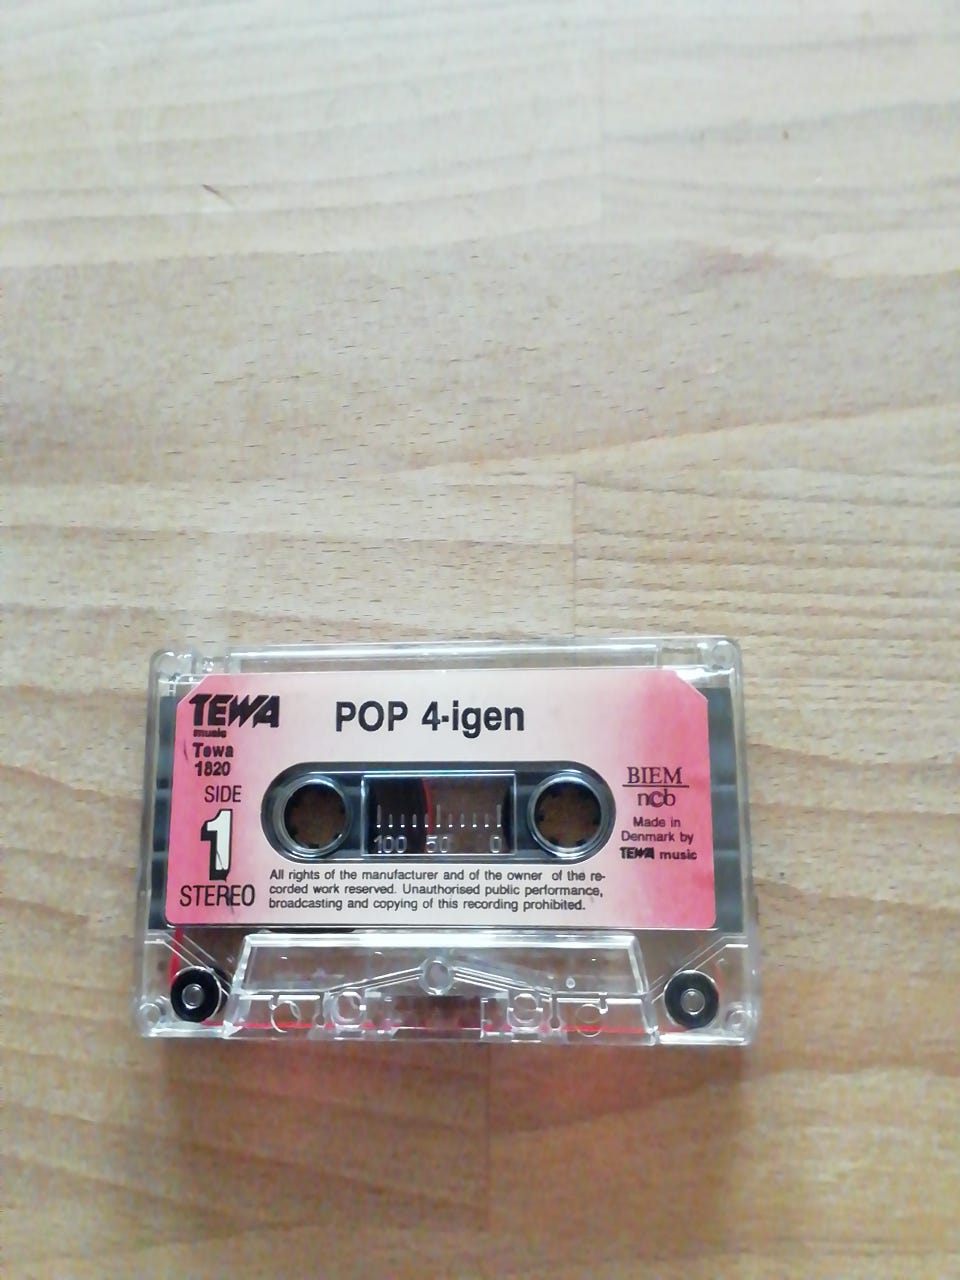 TEWA
music
POP 4-igen
Tewa
1820
SIDE
1
STEREO
100 50 0
BIEM
ncb
Made in
Denmark by
TEWA music
All rights of the manufacturer and of the owner of the re-
corded work reserved. Unauthorised public performance,
broadcasting and copying of this recording prohibited.